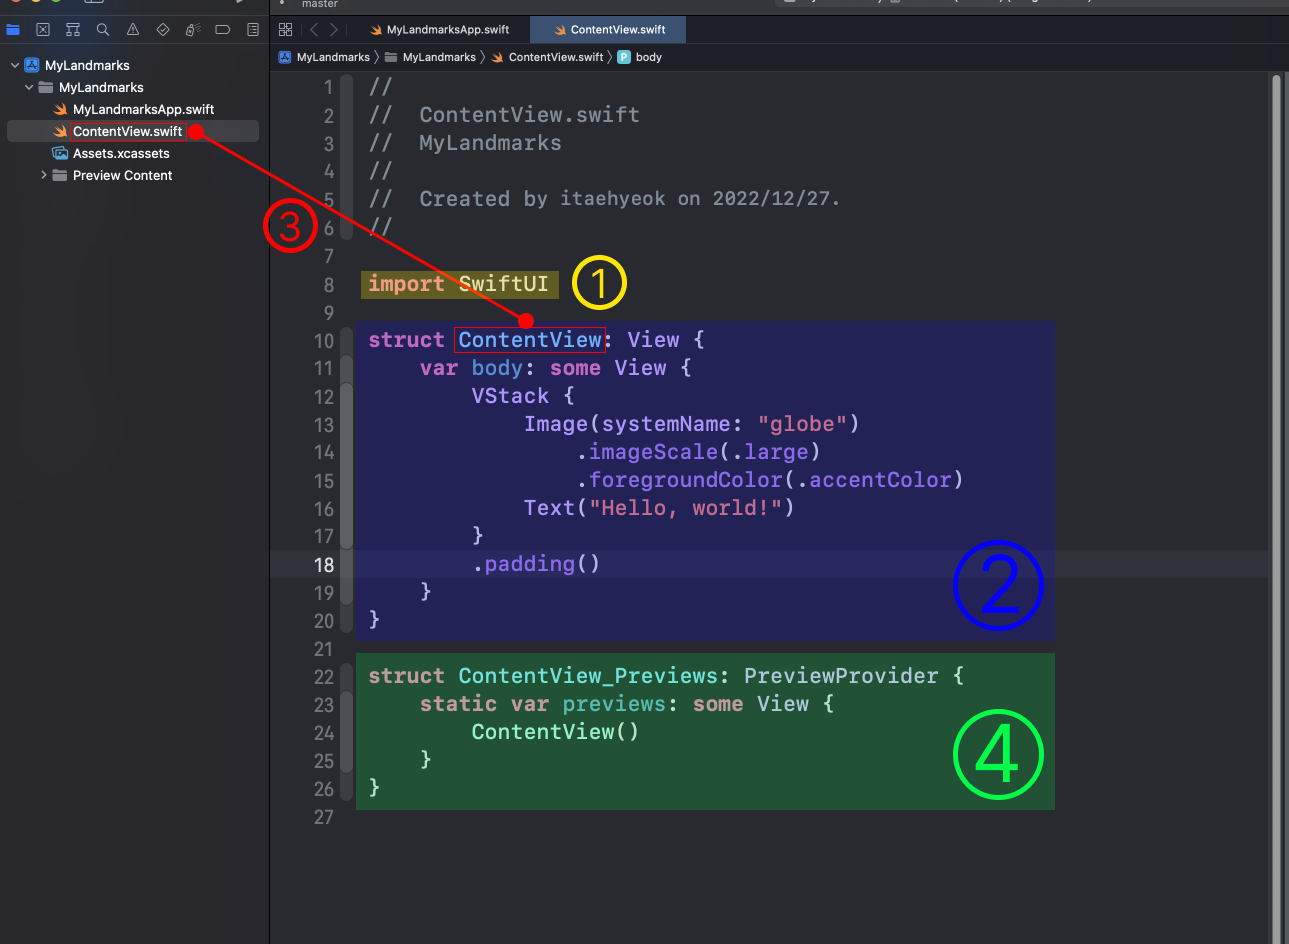 master
MyLandmarksApp.swift
ContentView.swift
MyLandmarks
MyLandmarks
ContentView.swift
body
MyLandmarks
MyLandmarks
MyLandmarksApp.swift
ContentView.swift
Assets.xcassets
Preview Content
1 //
2 //  ContentView.swift
3 //  MyLandmarks
4 //
5 //  Created by itaehyeok on 2022/12/27.
6 //
7
8 import SwiftUI
9
10 struct ContentView: View {
11     var body: some View {
12         VStack {
13             Image(systemName: "globe")
14                 .imageScale(.large)
15                 .foregroundColor(.accentColor)
16             Text("Hello, world!")
17         }
18         .padding()
19     }
20 }
21
22 struct ContentView_Previews: PreviewProvider {
23     static var previews: some View {
24         ContentView()
25     }
26 }
27
①
②
③
④